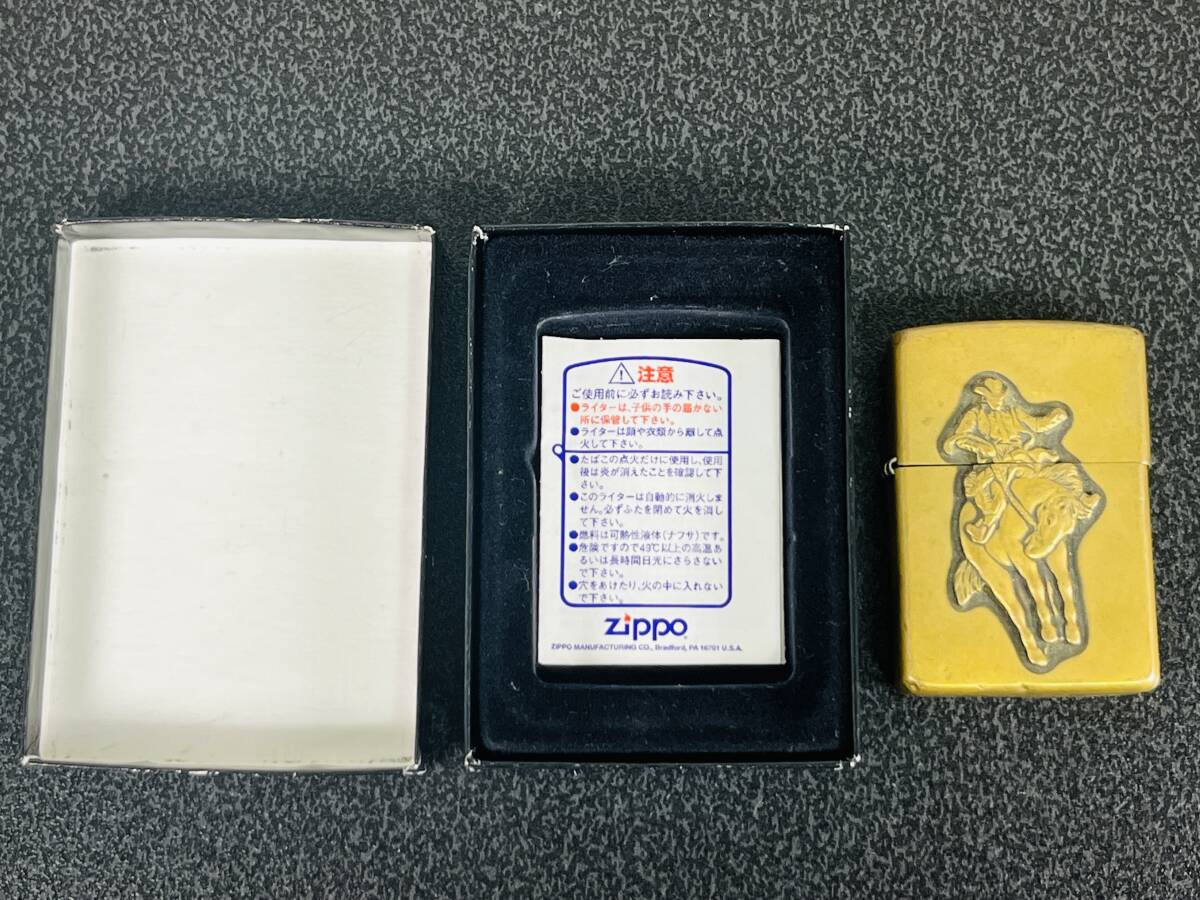 注意
ご使用前に必ずお読み下さい。
●ライターは、子供の手の届かない
所に保管して下さい。
●ライターは顔や衣類から離して点
火して下さい。
●たばこの点火だけに使用し、使用
後は炎が消えたことを確認して下
さい。
●このライターは自動的に消火しま
せん。必ずふたを閉めて火を消し
て下さい。
●燃料は可熱性液体(ナフサ)です。
●危険ですので49℃以上の高温あ
るいは長時間日光にさらさない
で下さい。
●穴をあけたり、火の中に入れない
で下さい。
zippo
ZIPPO MANUFACTURING CO., Bradford, PA 16701 U.S.A.